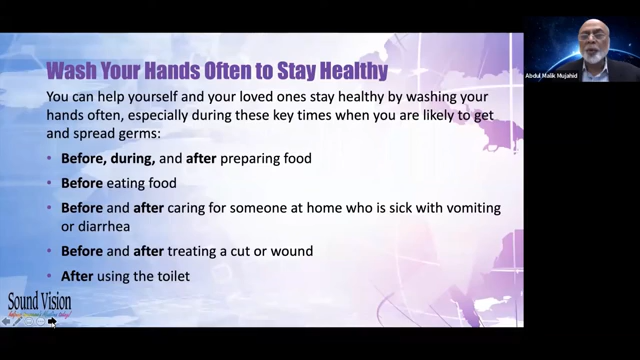 Wash Your Hands Often to Stay Healthy
You can help yourself and your loved ones stay healthy by washing your
hands often, especially during these key times when you are likely to get
and spread germs:
• Before, during, and after preparing food
• Before eating food
• Before and after caring for someone at home who is sick with vomiting
or diarrhea
• Before and after treating a cut or wound
• After using the toilet
Sound Vision
today!
Abdul Malik Mujahid